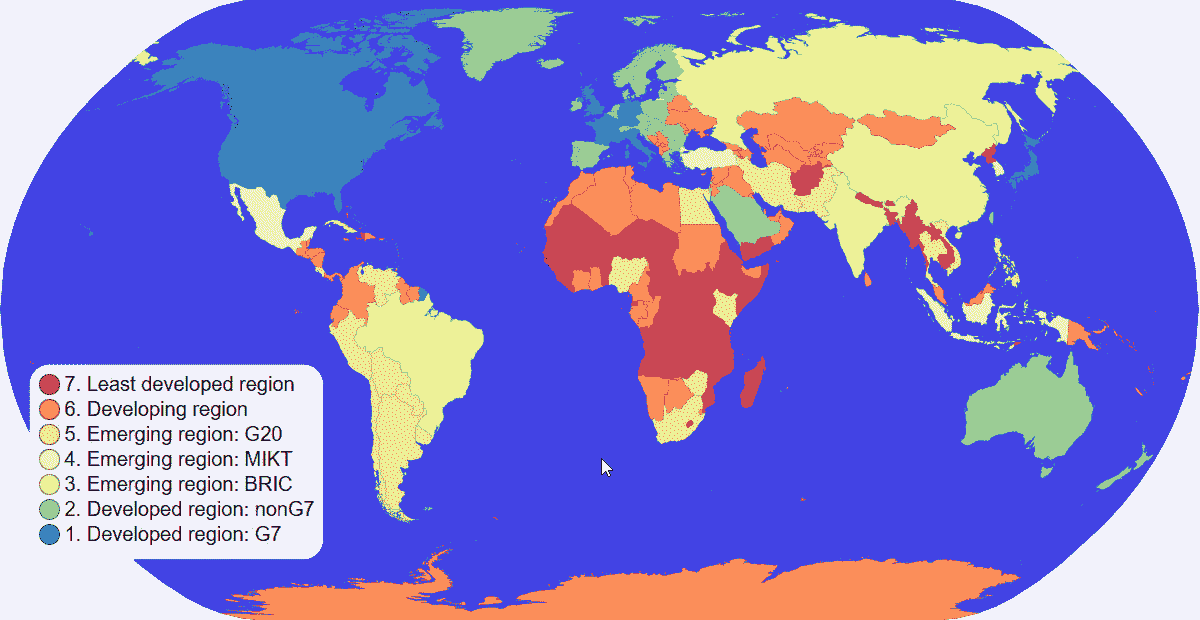 7. Least developed region
6. Developing region
5. Emerging region: G20
4. Emerging region: MIKT
3. Emerging region: BRIC
2. Developed region: nonG7
1. Developed region: G7